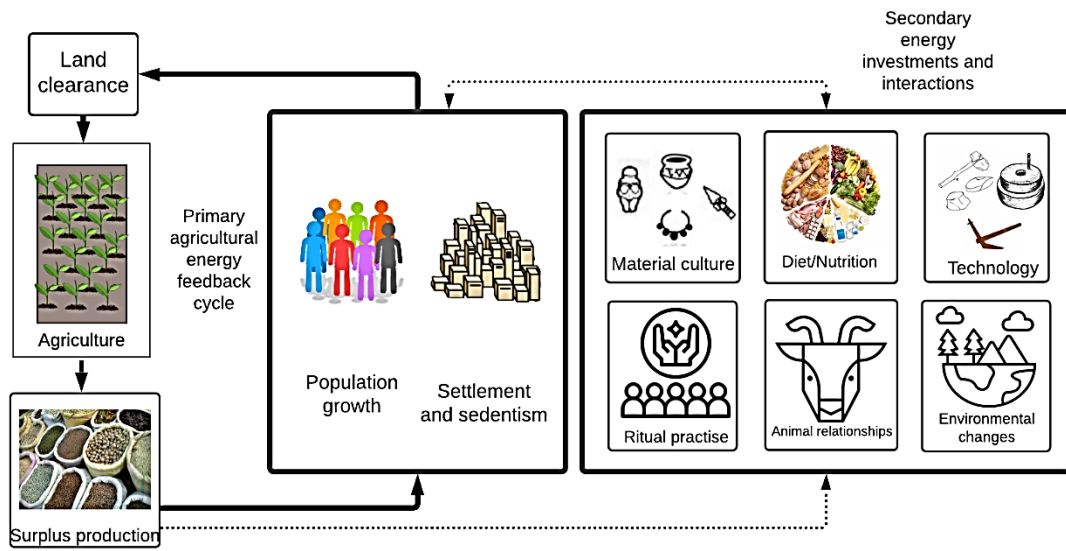 Land
clearance
Agriculture
Surplus production
Primary
agricultural
energy
feedback
cycle
Population
growth
Settlement
and sedentism
Secondary
energy
investments and
interactions
Material culture
Diet/Nutrition
Technology
Ritual practise
Animal relationships
Environmental
changes